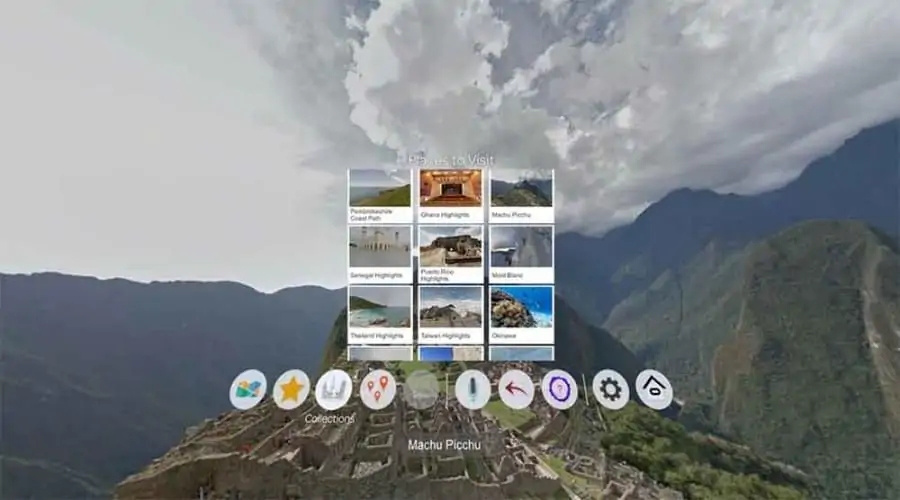 Places to Visit
Pembrokeshire
Coast Path
Ghana Highlights
Machu Picchu
Senegal Highlights
Puerto Rico
Highlights
Mont Blanc
Thailand Highlights
Taiwan Highlights
Okinawa
?
Collections
Machu Picchu